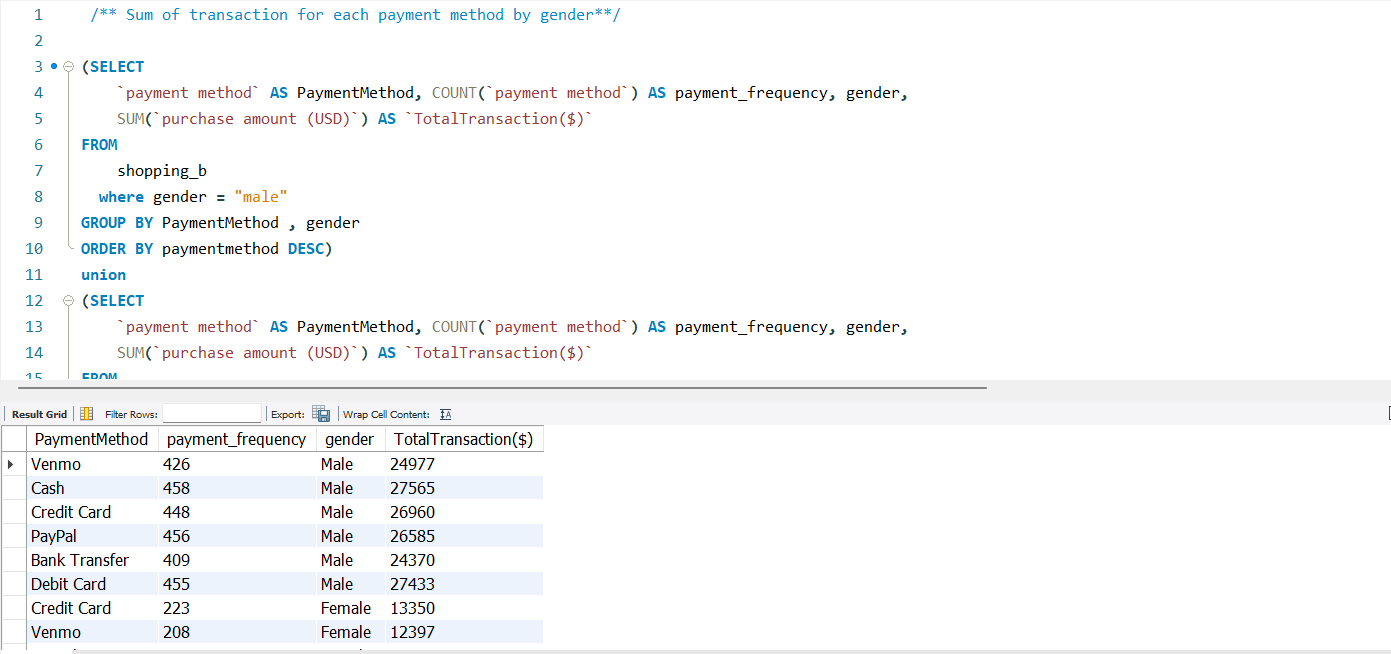 1 /** Sum of transaction for each payment method by gender**/
2
3 (SELECT
4 `payment method` AS PaymentMethod, COUNT(`payment method`) AS payment_frequency, gender,
5 SUM(`purchase amount (USD)`) AS `TotalTransaction($)`
6 FROM
7 shopping_b
8 where gender = "male"
9 GROUP BY PaymentMethod , gender
10 ORDER BY paymentmethod DESC)
11 union
12 (SELECT
13 `payment method` AS PaymentMethod, COUNT(`payment method`) AS payment_frequency, gender,
14 SUM(`purchase amount (USD)`) AS `TotalTransaction($)`
15 FROM
Result Grid Filter Rows: Export: Wrap Cell Content: IA
PaymentMethod payment_frequency gender TotalTransaction($)
Venmo 426 Male 24977
Cash 458 Male 27565
Credit Card 448 Male 26960
PayPal 456 Male 26585
Bank Transfer 409 Male 24370
Debit Card 455 Male 27433
Credit Card 223 Female 13350
Venmo 208 Female 12397